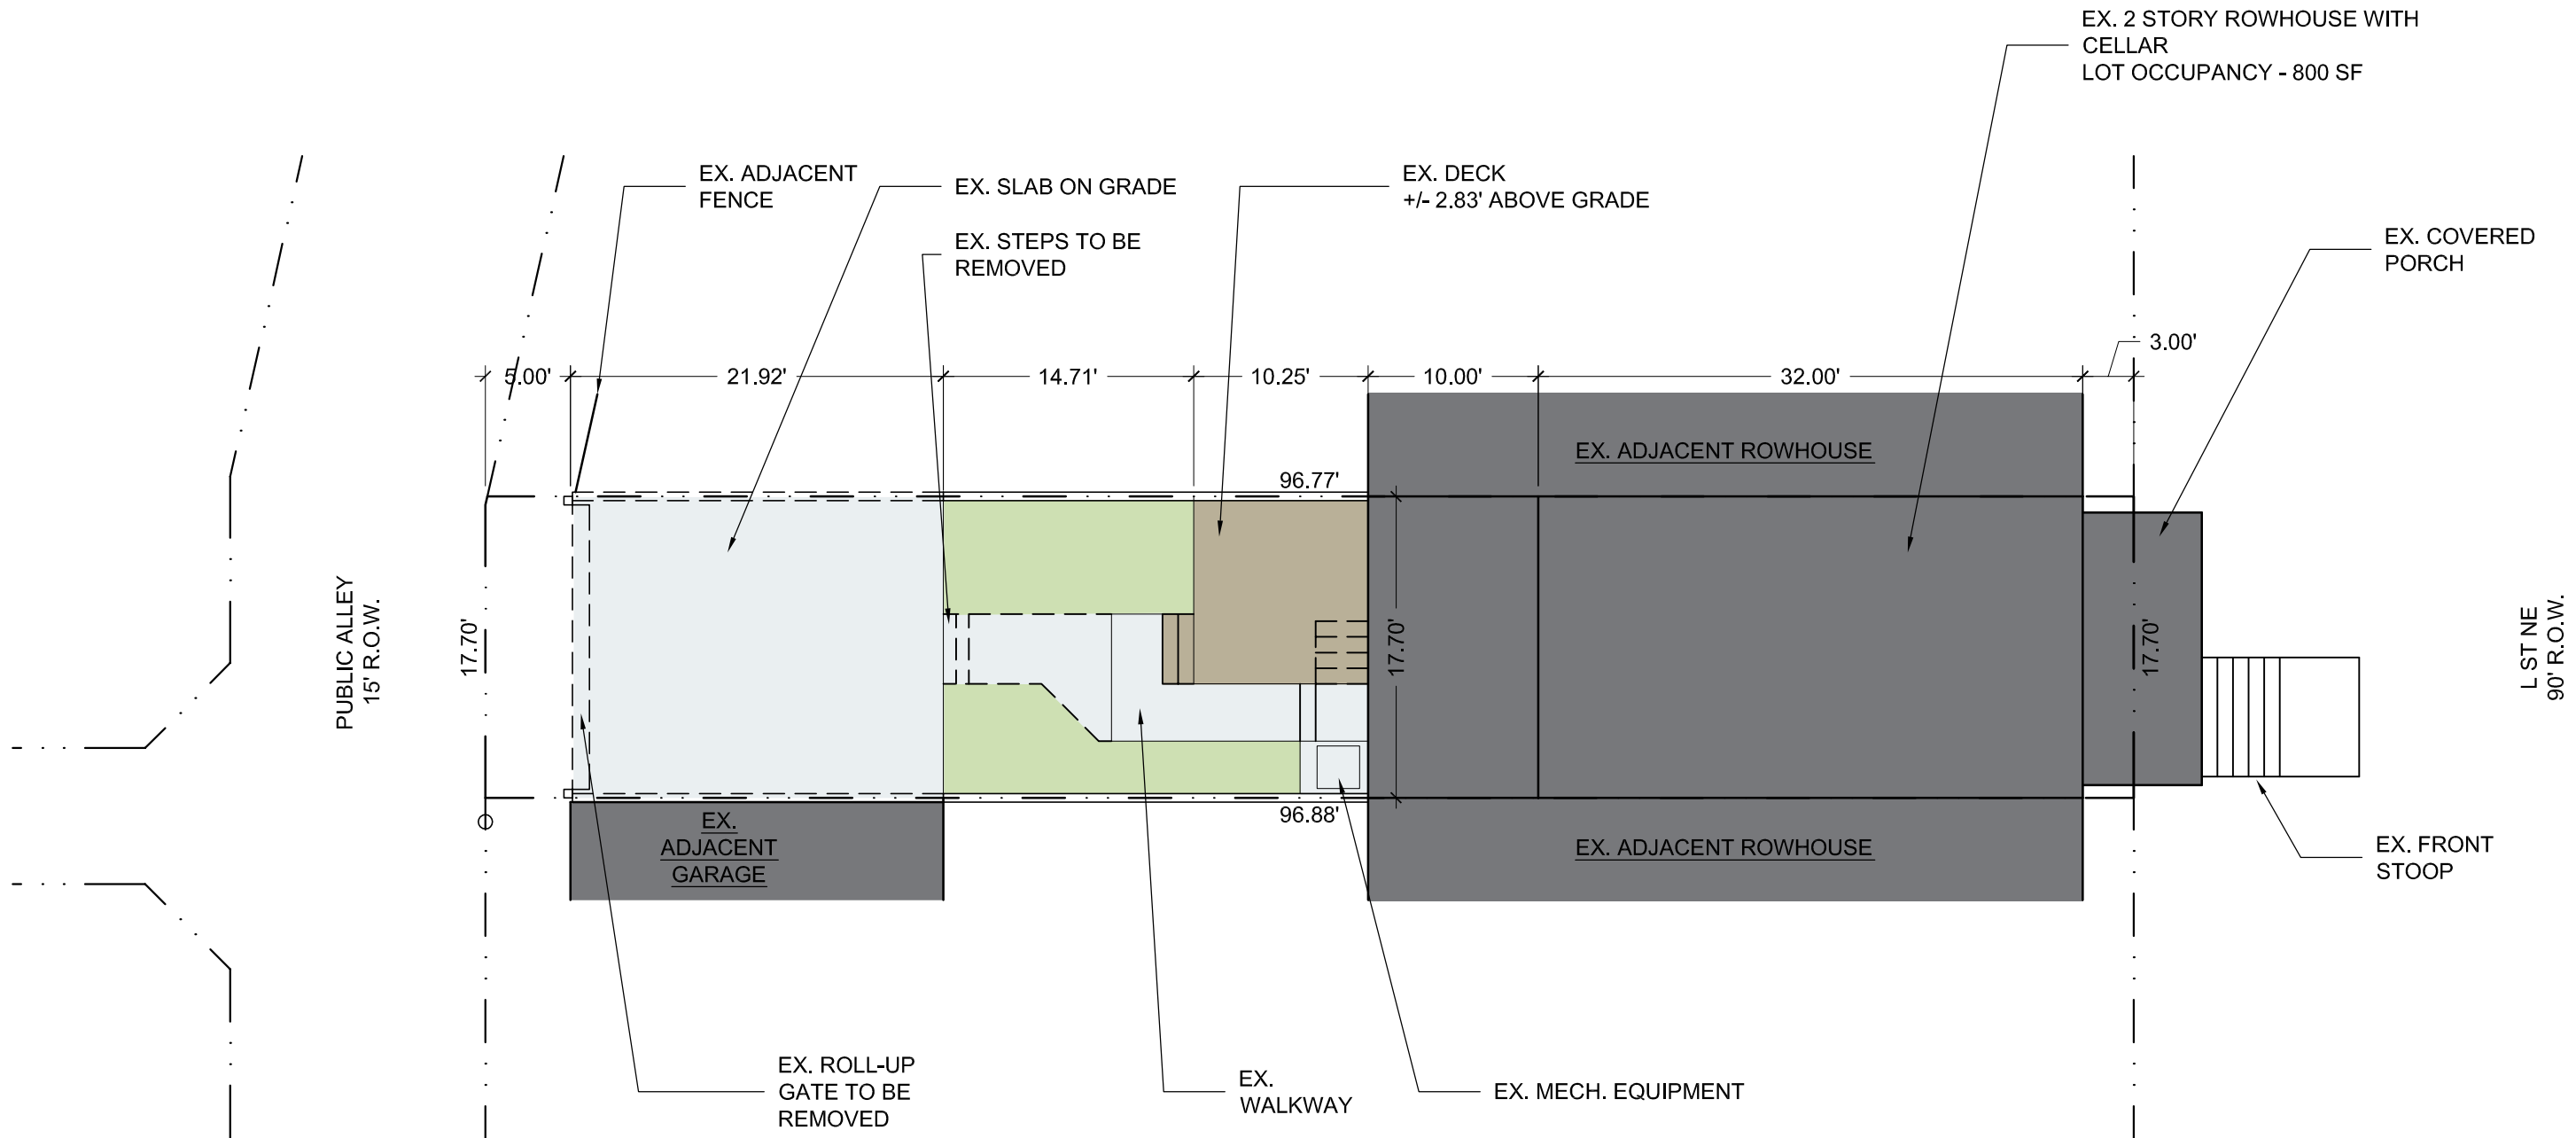 EX. 2 STORY ROWHOUSE WITH
CELLAR
LOT OCCUPANCY - 800 SF
EX. ADJACENT
FENCE
EX. SLAB ON GRADE
EX. DECK
+/- 2.83' ABOVE GRADE
EX. STEPS TO BE
REMOVED
EX. COVERED
PORCH
3.00'
5.00'
21.92'
14.71'
10.25'
10.00'
32.00'
EX. ADJACENT ROWHOUSE
96.77'
PUBLIC ALLEY
15' R.O.W.
17.70'
17.70'
17.70'
L ST NE
90' R.O.W.
96.88'
EX.
ADJACENT
GARAGE
EX. ADJACENT ROWHOUSE
EX. FRONT
STOOP
EX. ROLL-UP
GATE TO BE
REMOVED
EX.
WALKWAY
EX. MECH. EQUIPMENT